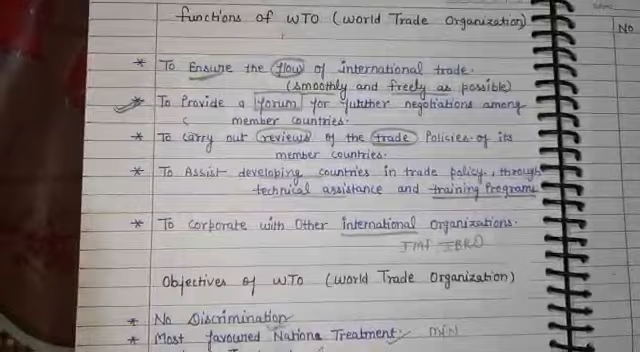 functions of WTO (World Trade Organization)
No
* To Ensure the flow of international trade.
(smoothly and freely as possible)
* To Provide a forum for further negotiations among
member countries.
* To carry out reviews of the trade Policies of its
member countries.
* To Assist developing countries in trade policy, through
technical assistance and training Programs
* To corporate with Other international Organizations.
IMF IBRD
Objectives of WTO (World Trade Organization)
* No Discrimination
* Most favoured Nations Treatment MFN